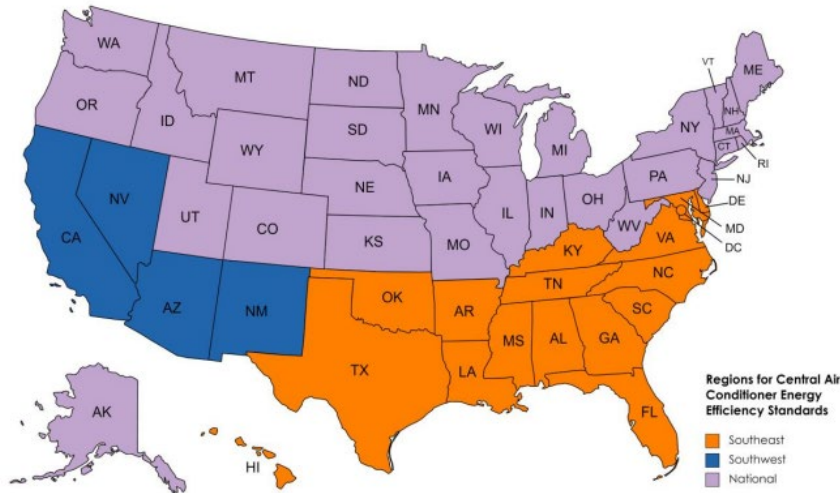 WA
MT
ND
MN
VT
ME
OR
ID
SD
WI
NH
WY
MI
NY
MA
CT
RI
NV
NE
IA
PA
NJ
UT
IL
IN
OH
DE
CA
CO
KS
MO
WV
MD
VA
DC
KY
AZ
NM
OK
AR
TN
NC
SC
MS
AL
GA
TX
LA
AK
FL
HI
Regions for Central Air
Conditioner Energy
Efficiency Standards
Southeast
Southwest
National